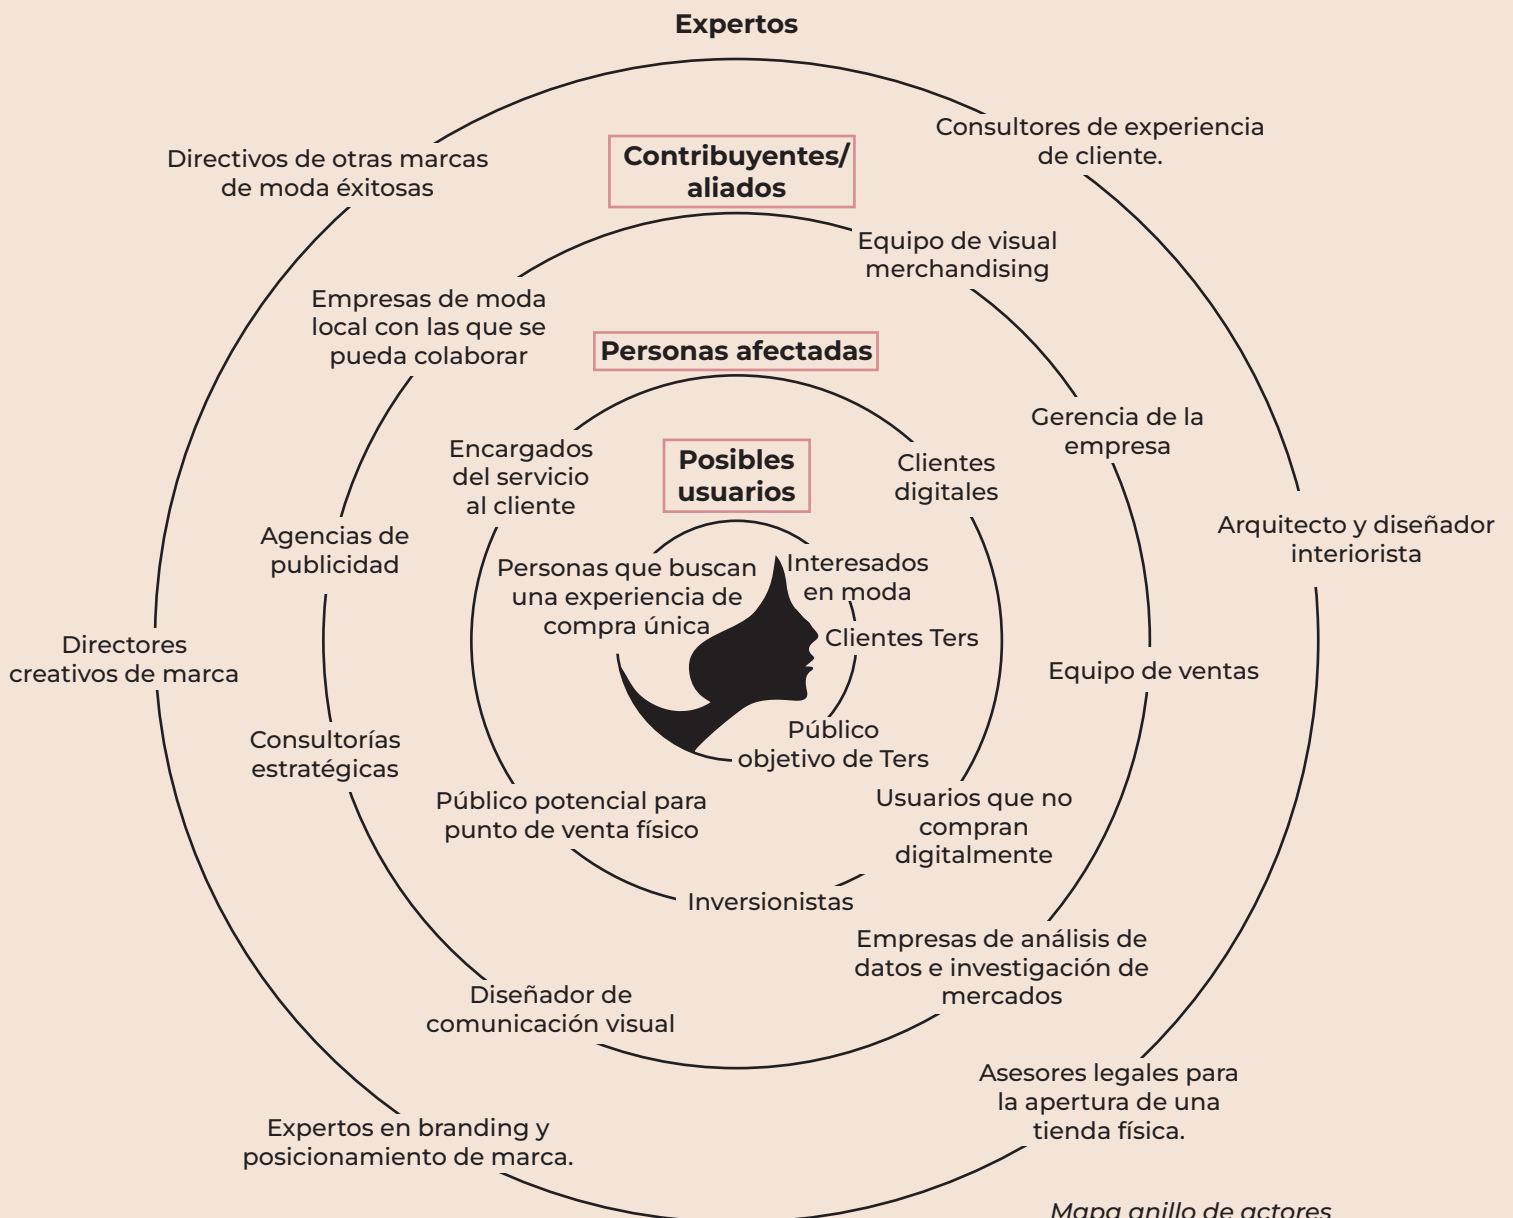 Expertos
Consultores de experiencia
de cliente.
Directivos de otras marcas
de moda éxitosas
Contribuyentes/
aliados
Equipo de visual
merchandising
Empresas de moda
local con las que se
pueda colaborar
Personas afectadas
Gerencia de la
empresa
Encargados
del servicio
al cliente
Posibles
usuarios
Clientes
digitales
Agencias de
publicidad
Arquitecto y diseñador
interiorista
Personas que buscan
una experiencia de
compra única
Interesados
en moda
Clientes Ters
Directores
creativos de marca
Equipo de ventas
Público
objetivo de Ters
Consultorías
estratégicas
Público potencial para
punto de venta físico
Usuarios que no
compran
digitalmente
Inversionistas
Empresas de análisis de
datos e investigación de
mercados
Diseñador de
comunicación visual
Asesores legales para
la apertura de una
tienda física.
Expertos en branding y
posicionamiento de marca.
Mapa anillo de actores